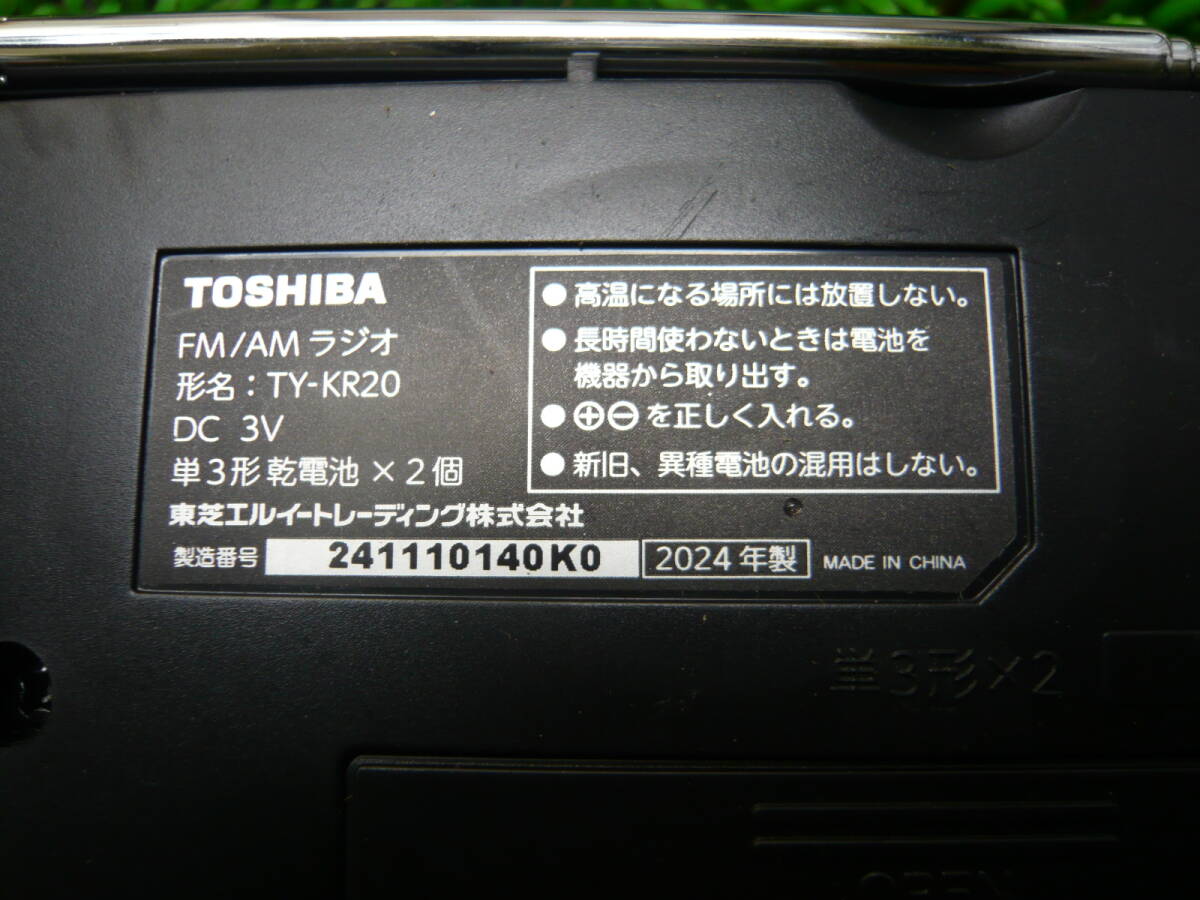 TOSHIBA
FM/AM ラジオ
形名：TY-KR20
DC 3V
単3形 乾電池 × 2個
● 高温になる場所には放置しない。
● 長時間使わないときは電池を
機器から取り出す。
● ⊕⊖ を正しく入れる。
● 新旧、異種電池の混用はしない。
東芝エルイートレーディング株式会社
製造番号 241110140K0 2024 年製 MADE IN CHINA
単3形×2
OPEN